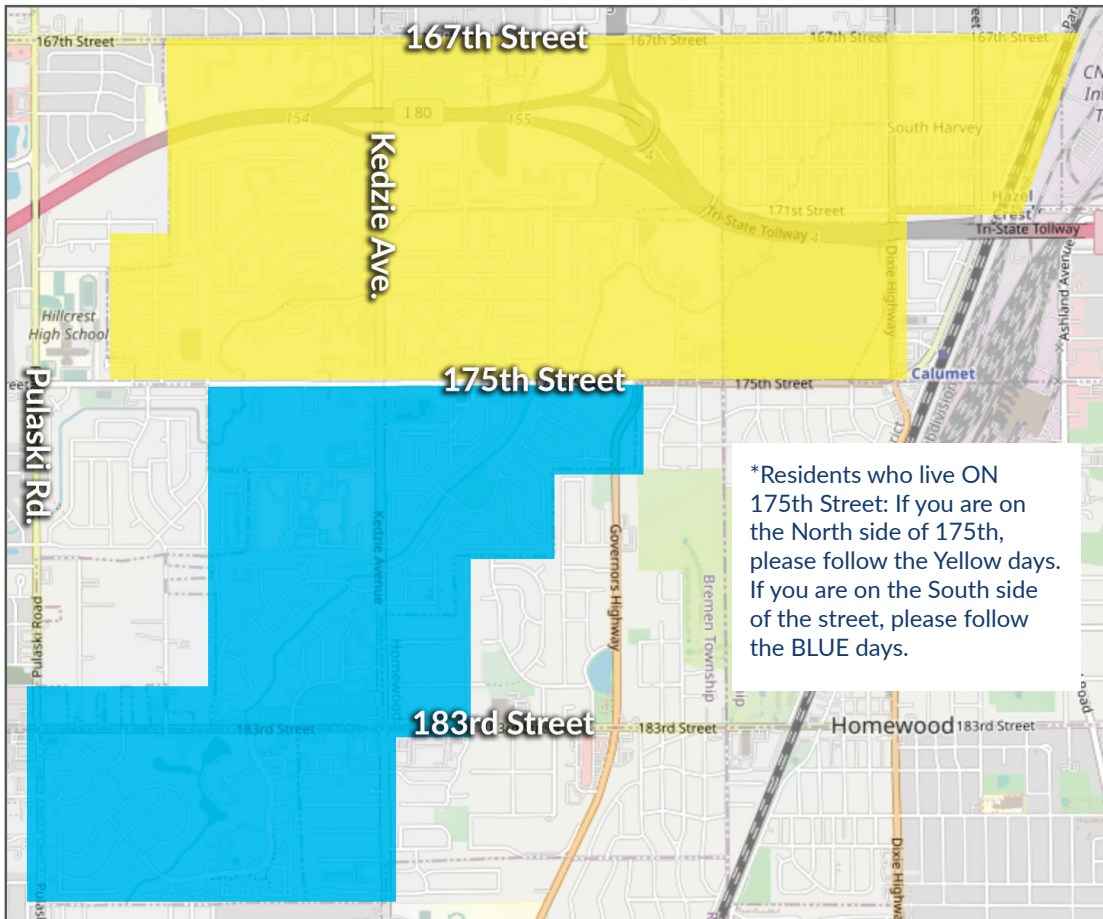 167th Street
167th Street
167th Street
167th Street
167th Street
CN
I 80
154
155
Kedzie Ave.
South Harvey
4
171st Street
Hazel
Crest
Tri-State Tollway 4
Tri-State Tollway
Dixie Highway
Ashland Avenue
Hillcrest
High School
175th Street
175th Street
Calumet
Pulaski Rd.
*Residents who live ON
175th Street: If you are on
the North side of 175th,
please follow the Yellow days.
If you are on the South side
of the street, please follow
the BLUE days.
Kedzie Avenue
Governors Highway
Bremen Township
Pulaski Road
Homewood
183rd Street
183rd Street
183rd Street
Homewood
183rd Street
Dixie Highway